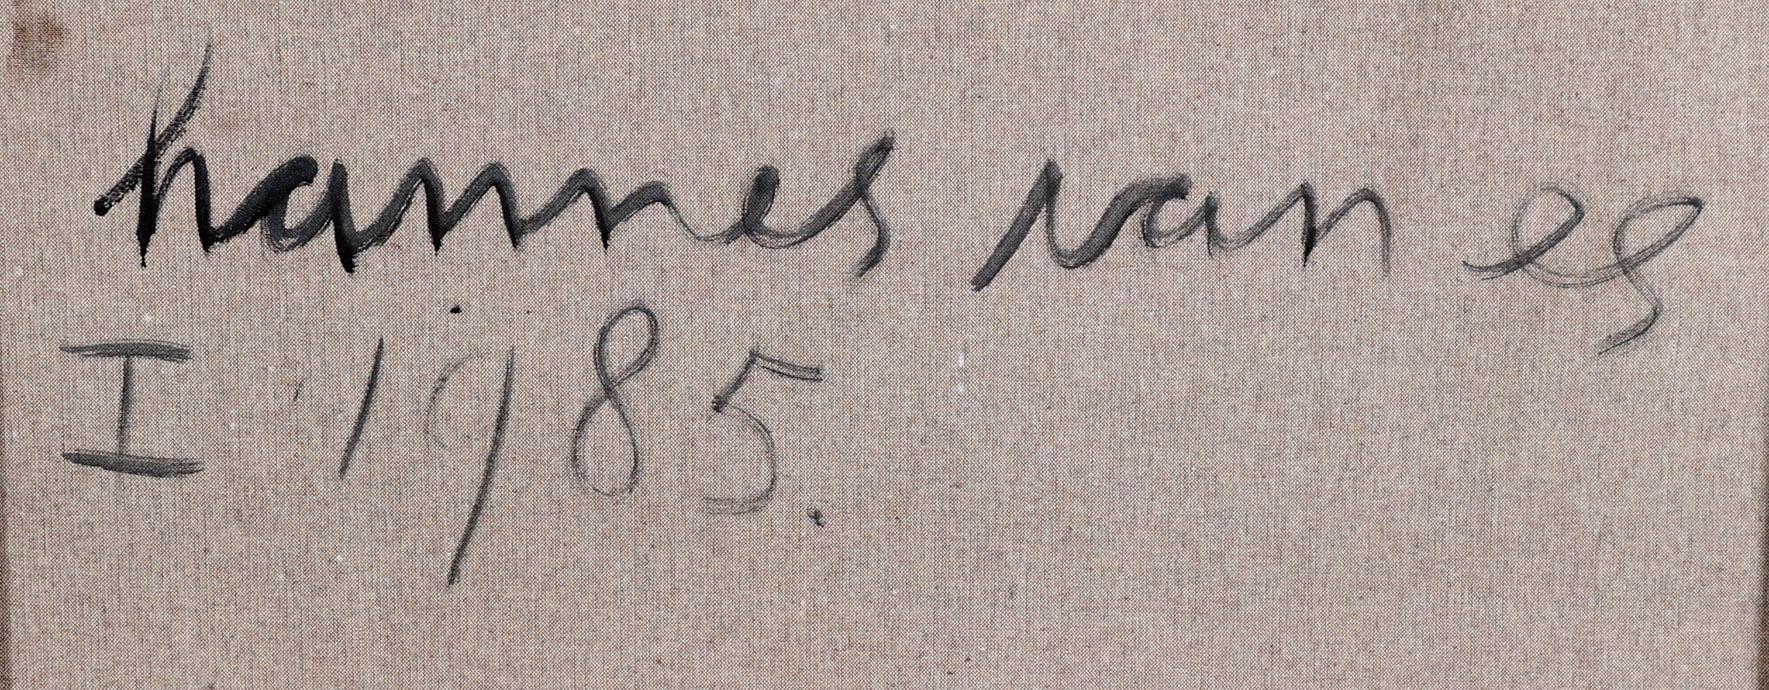 hannes van es
I 1985.